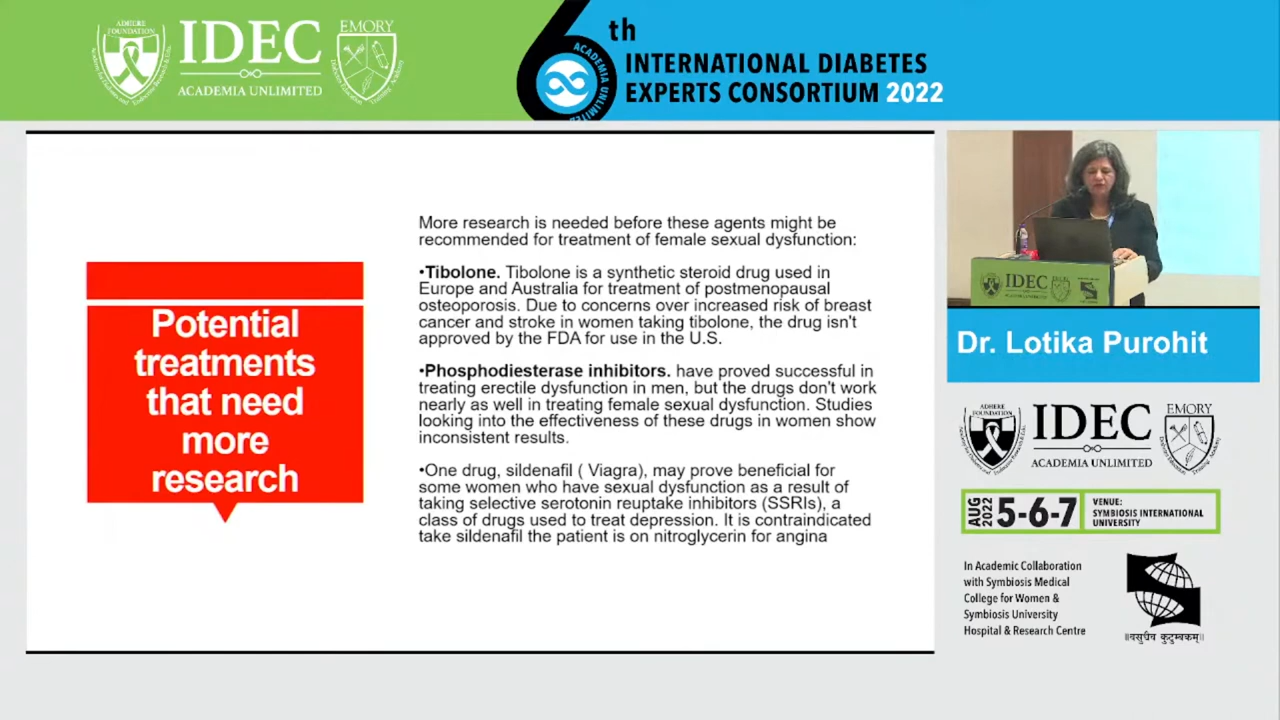 ADHERE
FOUNDATION
IDEC
ACADEMIA UNLIMITED
EMORY
6th
ACADEMIA UNLIMITED
INTERNATIONAL DIABETES
EXPERTS CONSORTIUM 2022
Potential
treatments
that need
more
research
More research is needed before these agents might be
recommended for treatment of female sexual dysfunction:
•Tibolone. Tibolone is a synthetic steroid drug used in
Europe and Australia for treatment of postmenopausal
osteoporosis. Due to concerns over increased risk of breast
cancer and stroke in women taking tibolone, the drug isn't
approved by the FDA for use in the U.S.
•Phosphodiesterase inhibitors. have proved successful in
treating erectile dysfunction in men, but the drugs don't work
nearly as well in treating female sexual dysfunction. Studies
looking into the effectiveness of these drugs in women show
inconsistent results.
•One drug, sildenafil ( Viagra), may prove beneficial for
some women who have sexual dysfunction as a result of
taking selective serotonin reuptake inhibitors (SSRIs), a
class of drugs used to treat depression. It is contraindicated
take sildenafil the patient is on nitroglycerin for angina
IDEC
Dr. Lotika Purohit
ADHERE
FOUNDATION
IDEC
ACADEMIA UNLIMITED
EMORY
AUG 2022
5-6-7
VENUE:
SYMBIOSIS INTERNATIONAL
UNIVERSITY
In Academic Collaboration
with Symbiosis Medical
College for Women &
Symbiosis University
Hospital & Research Centre
॥वसुधैव कुटुम्बकम्॥